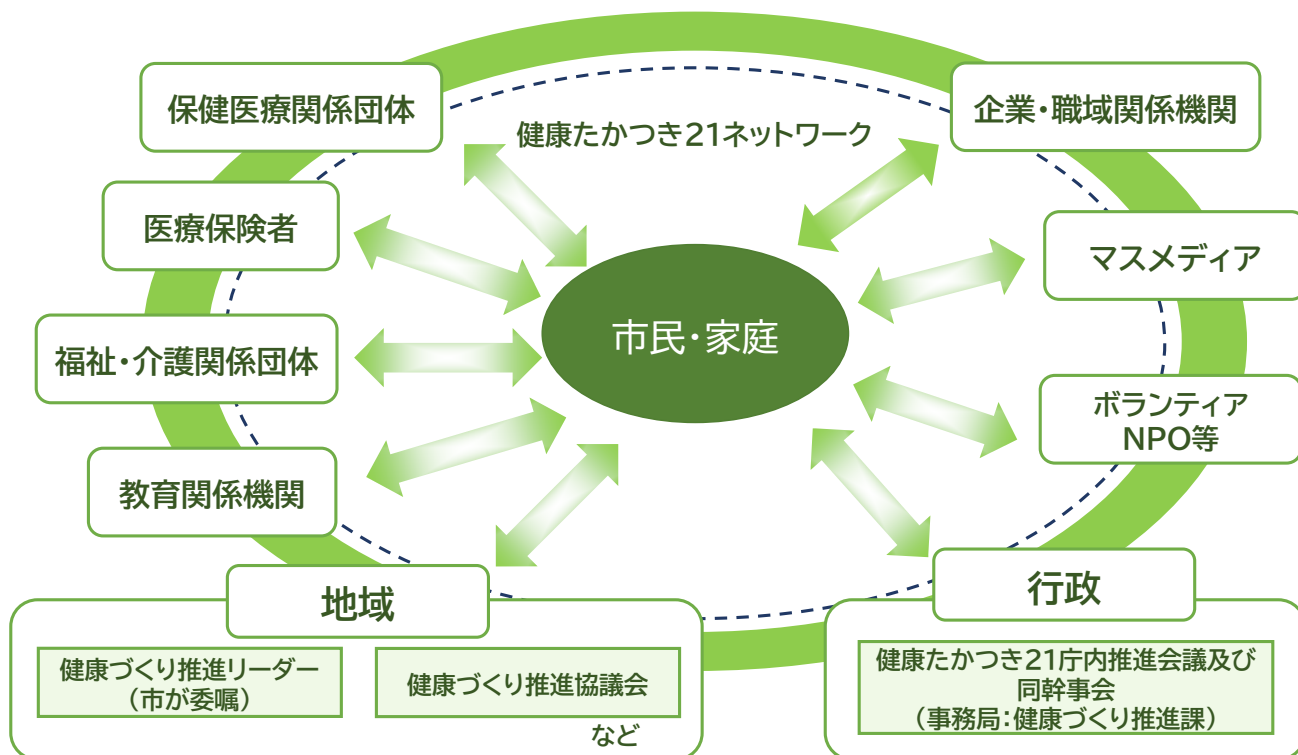 保健医療関係団体
企業・職域関係機関
健康たかつき21ネットワーク
医療保険者
マスメディア
市民・家庭
福祉・介護関係団体
ボランティア
NPO等
教育関係機関
地域
健康づくり推進リーダー
（市が委嘱）
健康づくり推進協議会
など
行政
健康たかつき21庁内推進会議及び
同幹事会
（事務局：健康づくり推進課）